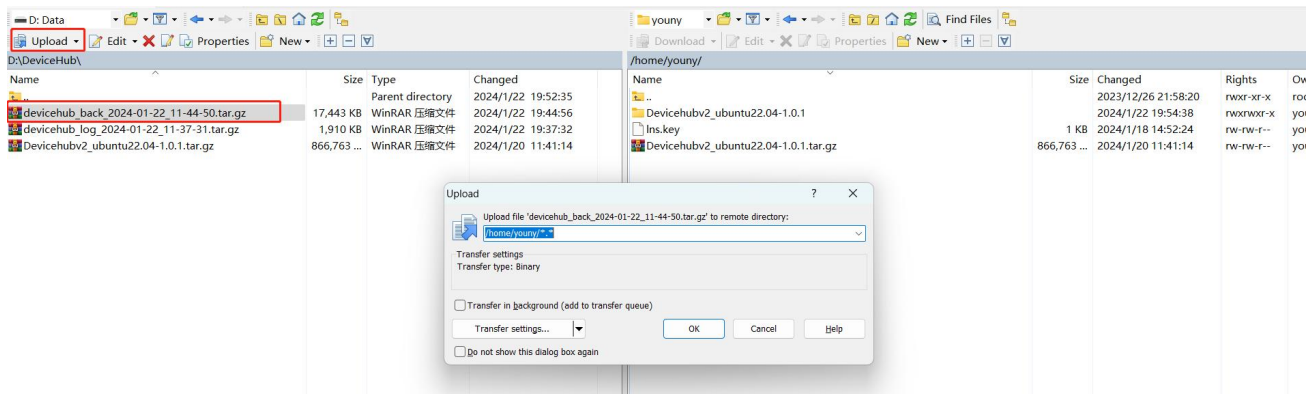 D: Data
Upload Edit Properties New
D:\DeviceHub\
Name Size Type Changed
.. Parent directory 2024/1/22 19:52:35
devicehub_back_2024-01-22_11-44-50.tar.gz 17,443 KB WinRAR 压缩文件 2024/1/22 19:44:56
devicehub_log_2024-01-22_11-37-31.tar.gz 1,910 KB WinRAR 压缩文件 2024/1/22 19:37:32
Devicehubv2_ubuntu22.04-1.0.1.tar.gz 866,763 ... WinRAR 压缩文件 2024/1/20 11:41:14
youny Find Files
Download Edit Properties New
/home/youny/
Name Size Changed Rights Ow
.. 2023/12/26 21:58:20 rwxr-xr-x roo
Devicehubv2_ubuntu22.04-1.0.1 2024/1/22 19:54:38 rwxrwxr-x you
lns.key 1 KB 2024/1/18 14:52:24 rw-rw-r-- you
Devicehubv2_ubuntu22.04-1.0.1.tar.gz 866,763 ... 2024/1/20 11:41:14 rw-rw-r-- you
Upload ?
Upload file 'devicehub_back_2024-01-22_11-44-50.tar.gz' to remote directory:
/home/youny/*.*
Transfer settings
Transfer type: Binary
Transfer in background (add to transfer queue)
Transfer settings... OK Cancel Help
Do not show this dialog box again